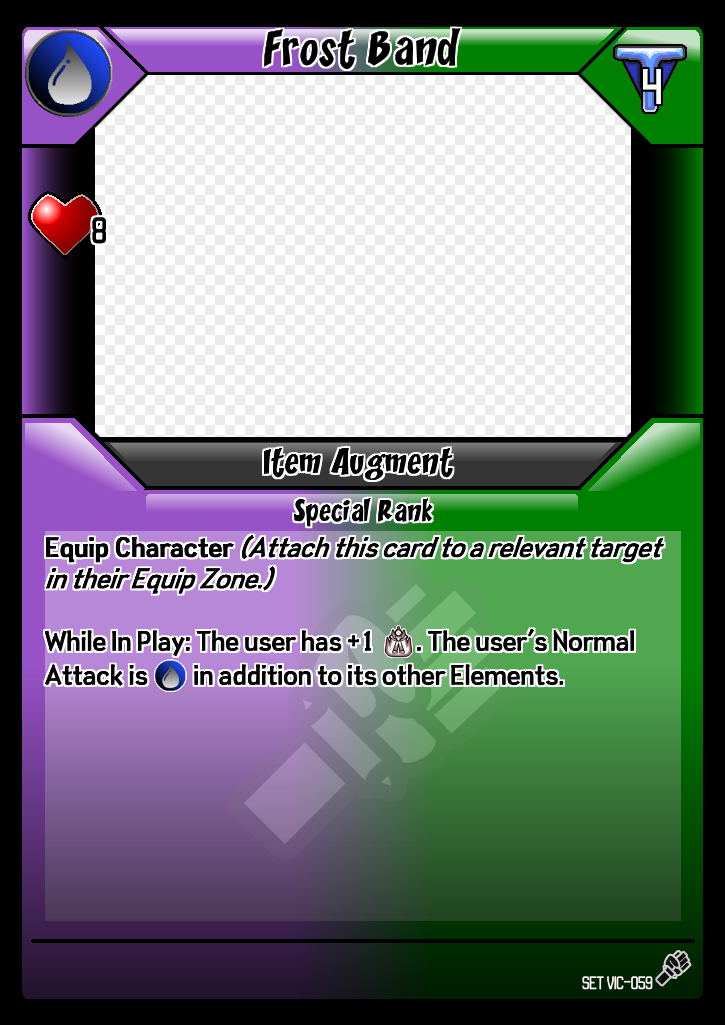 Frost Band
4
8
Item Augment
Special Rank
Equip Character (Attach this card to a relevant target
in their Equip Zone.)
While In Play: The user has +1 . The user's Normal
Attack is in addition to its other Elements.
SET VIC-059